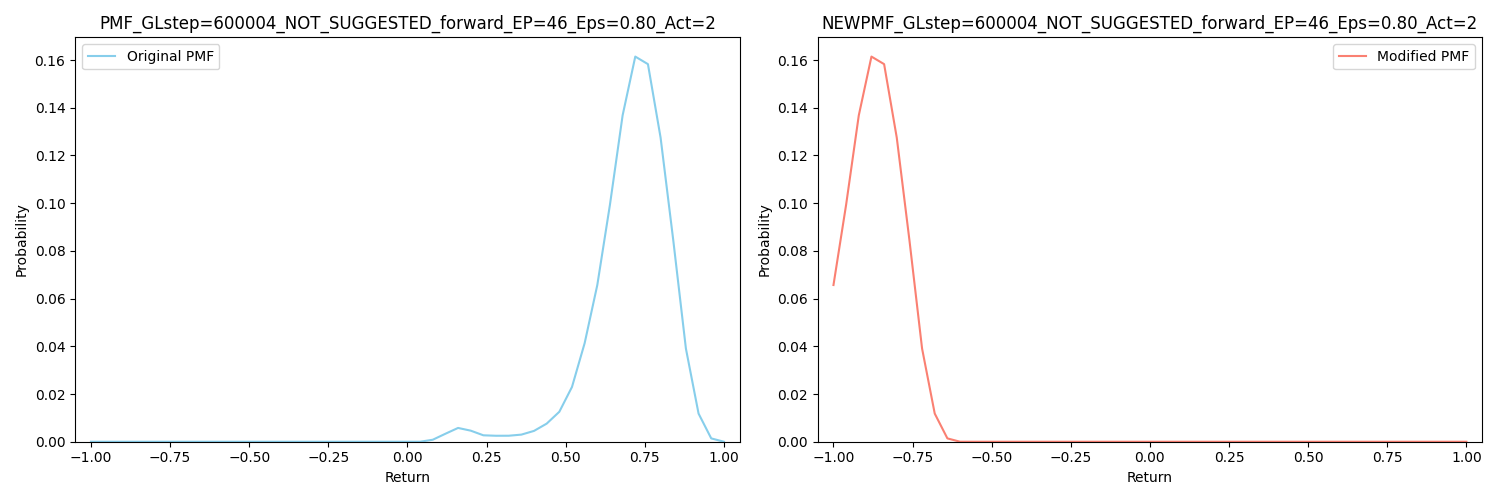 PMF_GLstep=600004_NOT_SUGGESTED_forward_EP=46_Eps=0.80_Act=2
Original PMF
Probability
0.16
0.14
0.12
0.10
0.08
0.06
0.04
0.02
0.00
−1.00 −0.75 −0.50 −0.25 0.00 0.25 0.50 0.75 1.00
Return
NEWPMF_GLstep=600004_NOT_SUGGESTED_forward_EP=46_Eps=0.80_Act=2
Modified PMF
Probability
0.16
0.14
0.12
0.10
0.08
0.06
0.04
0.02
0.00
−1.00 −0.75 −0.50 −0.25 0.00 0.25 0.50 0.75 1.00
Return